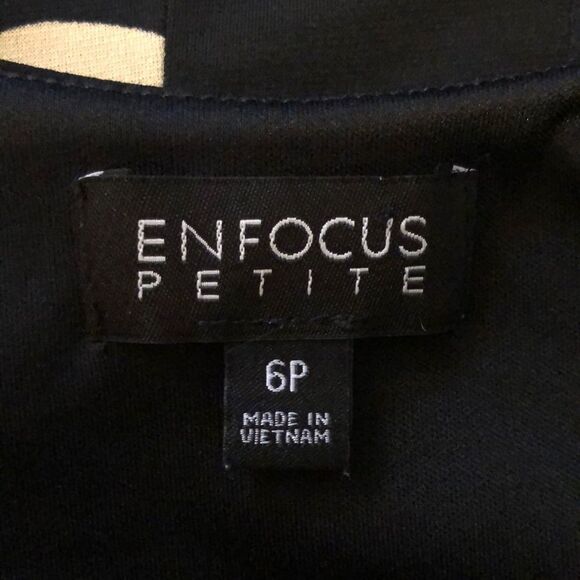 ENFOCUS
PETITE
6P
MADE IN
VIETNAM